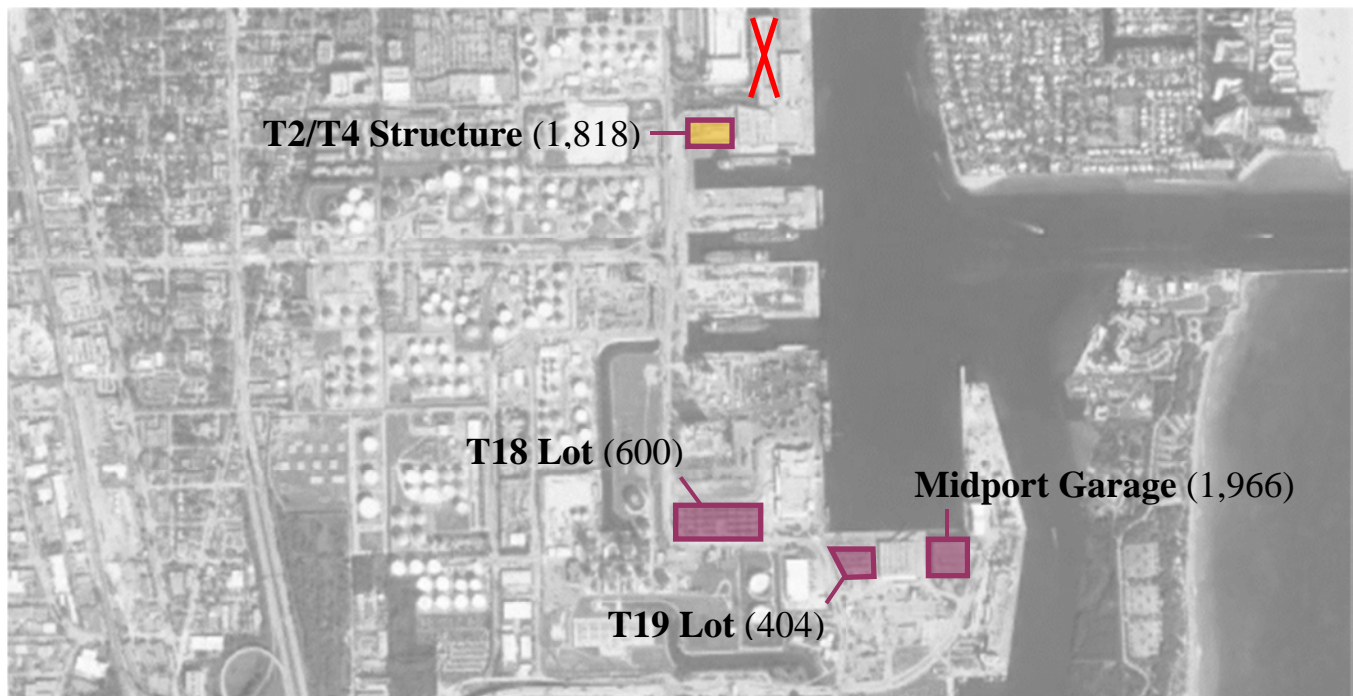 T2/T4 Structure (1,818)
T18 Lot (600)
Midport Garage (1,966)
T19 Lot (404)